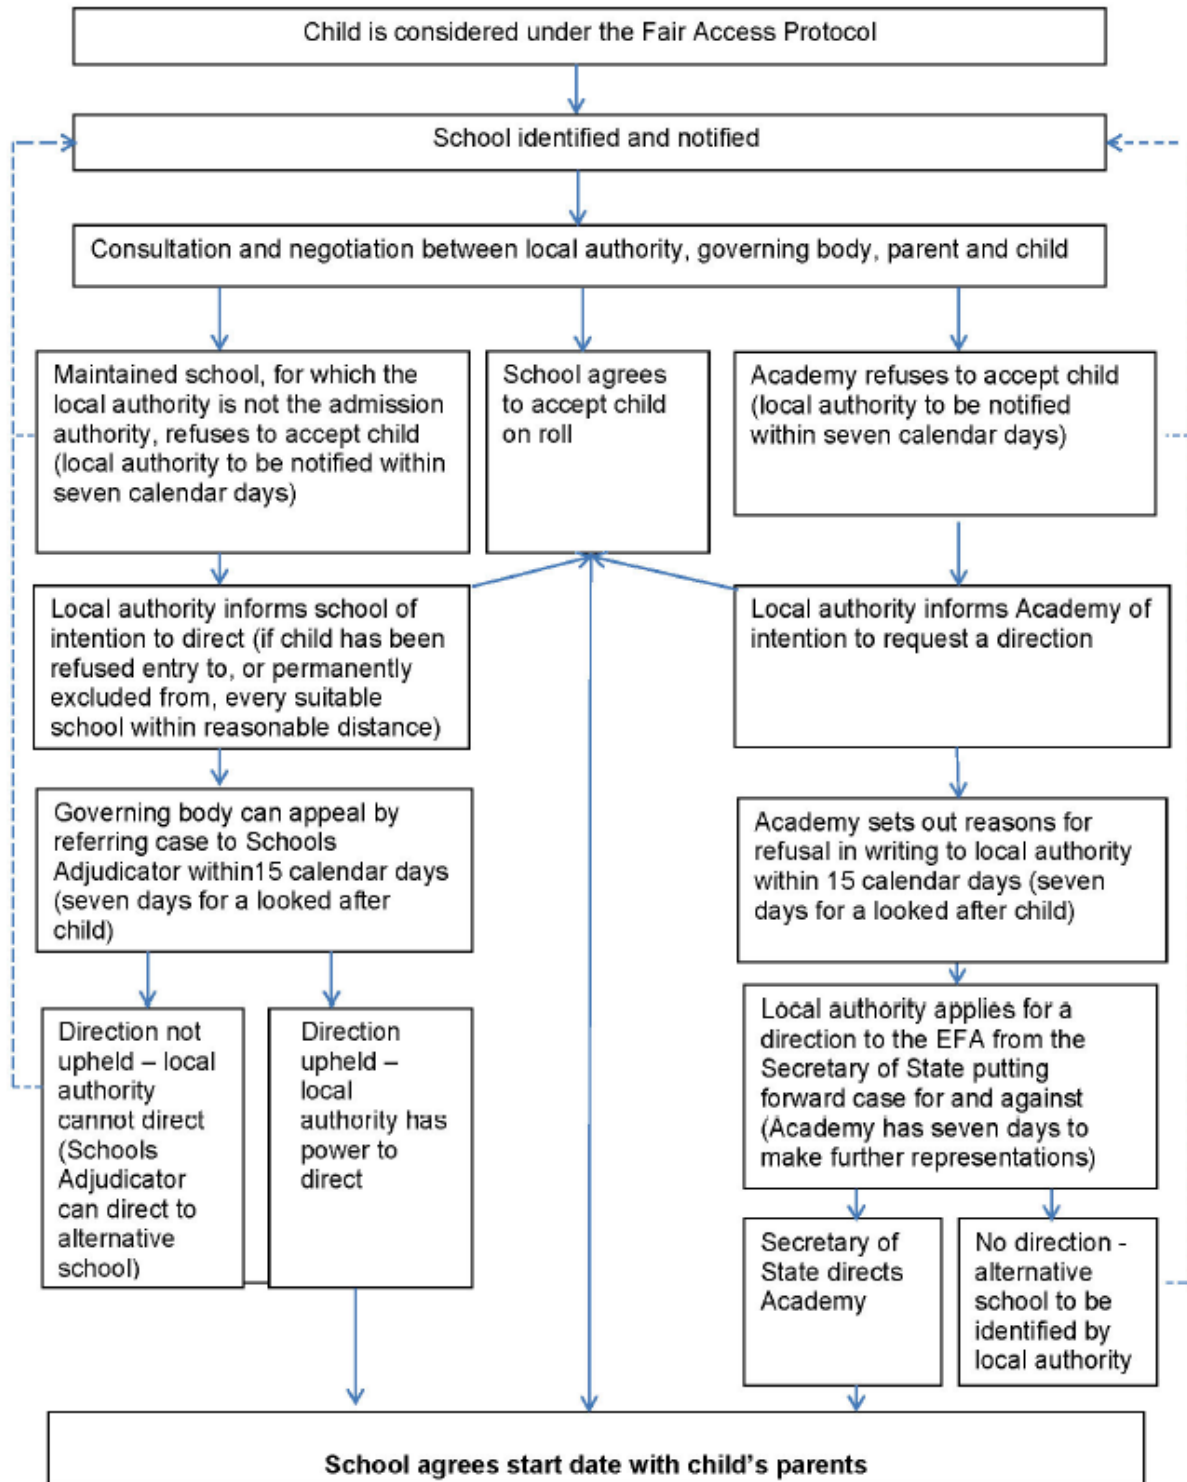 Child is considered under the Fair Access Protocol
School identified and notified
Consultation and negotiation between local authority, governing body, parent and child
Maintained school, for which the
local authority is not the admission
authority, refuses to accept child
(local authority to be notified within
seven calendar days)
School agrees
to accept child
on roll
Academy refuses to accept child
(local authority to be notified
within seven calendar days)
Local authority informs school of
intention to direct (if child has been
refused entry to, or permanently
excluded from, every suitable
school within reasonable distance)
Local authority informs Academy of
intention to request a direction
Governing body can appeal by
referring case to Schools
Adjudicator within15 calendar days
(seven days for a looked after
child)
Academy sets out reasons for
refusal in writing to local authority
within 15 calendar days (seven
days for a looked after child)
Direction not
upheld – local
authority
cannot direct
(Schools
Adjudicator
can direct to
alternative
school)
Direction
upheld –
local
authority has
power to
direct
Local authority applies for a
direction to the EFA from the
Secretary of State putting
forward case for and against
(Academy has seven days to
make further representations)
Secretary of
State directs
Academy
No direction -
alternative
school to be
identified by
local authority
School agrees start date with child's parents